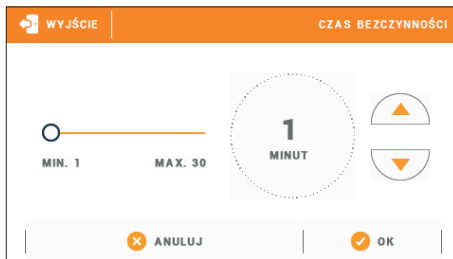 WYJŚCIE
CZAS BEZCZYNNOŚCI
1
MINUT
MIN. 1
MAX. 30
ANULUJ
OK